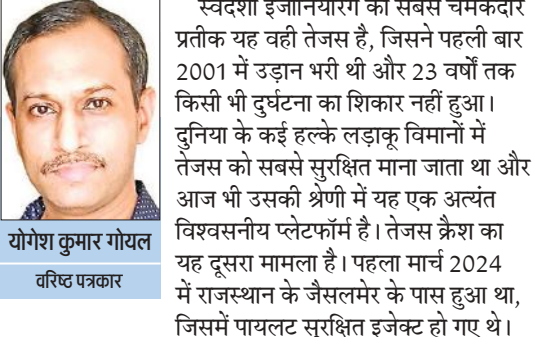 स्वदेशी इंजीनियरिंग का सबसे चमकदार
प्रतीक यह वही तेजस है, जिसने पहली बार
2001 में उड़ान भरी थी और 23 वर्षों तक
किसी भी दुर्घटना का शिकार नहीं हुआ।
दुनिया के कई हल्के लड़ाकू विमानों में
तेजस को सबसे सुरक्षित माना जाता था और
आज भी उसकी श्रेणी में यह एक अत्यंत
विश्वसनीय प्लेटफॉर्म है। तेजस क्रैश का
यह दूसरा मामला है। पहला मार्च 2024
में राजस्थान के जैसलमेर के पास हुआ था,
जिसमें पायलट सुरक्षित इजेक्ट हो गए थे।
योगेश कुमार गोयल
वरिष्ठ पत्रकार